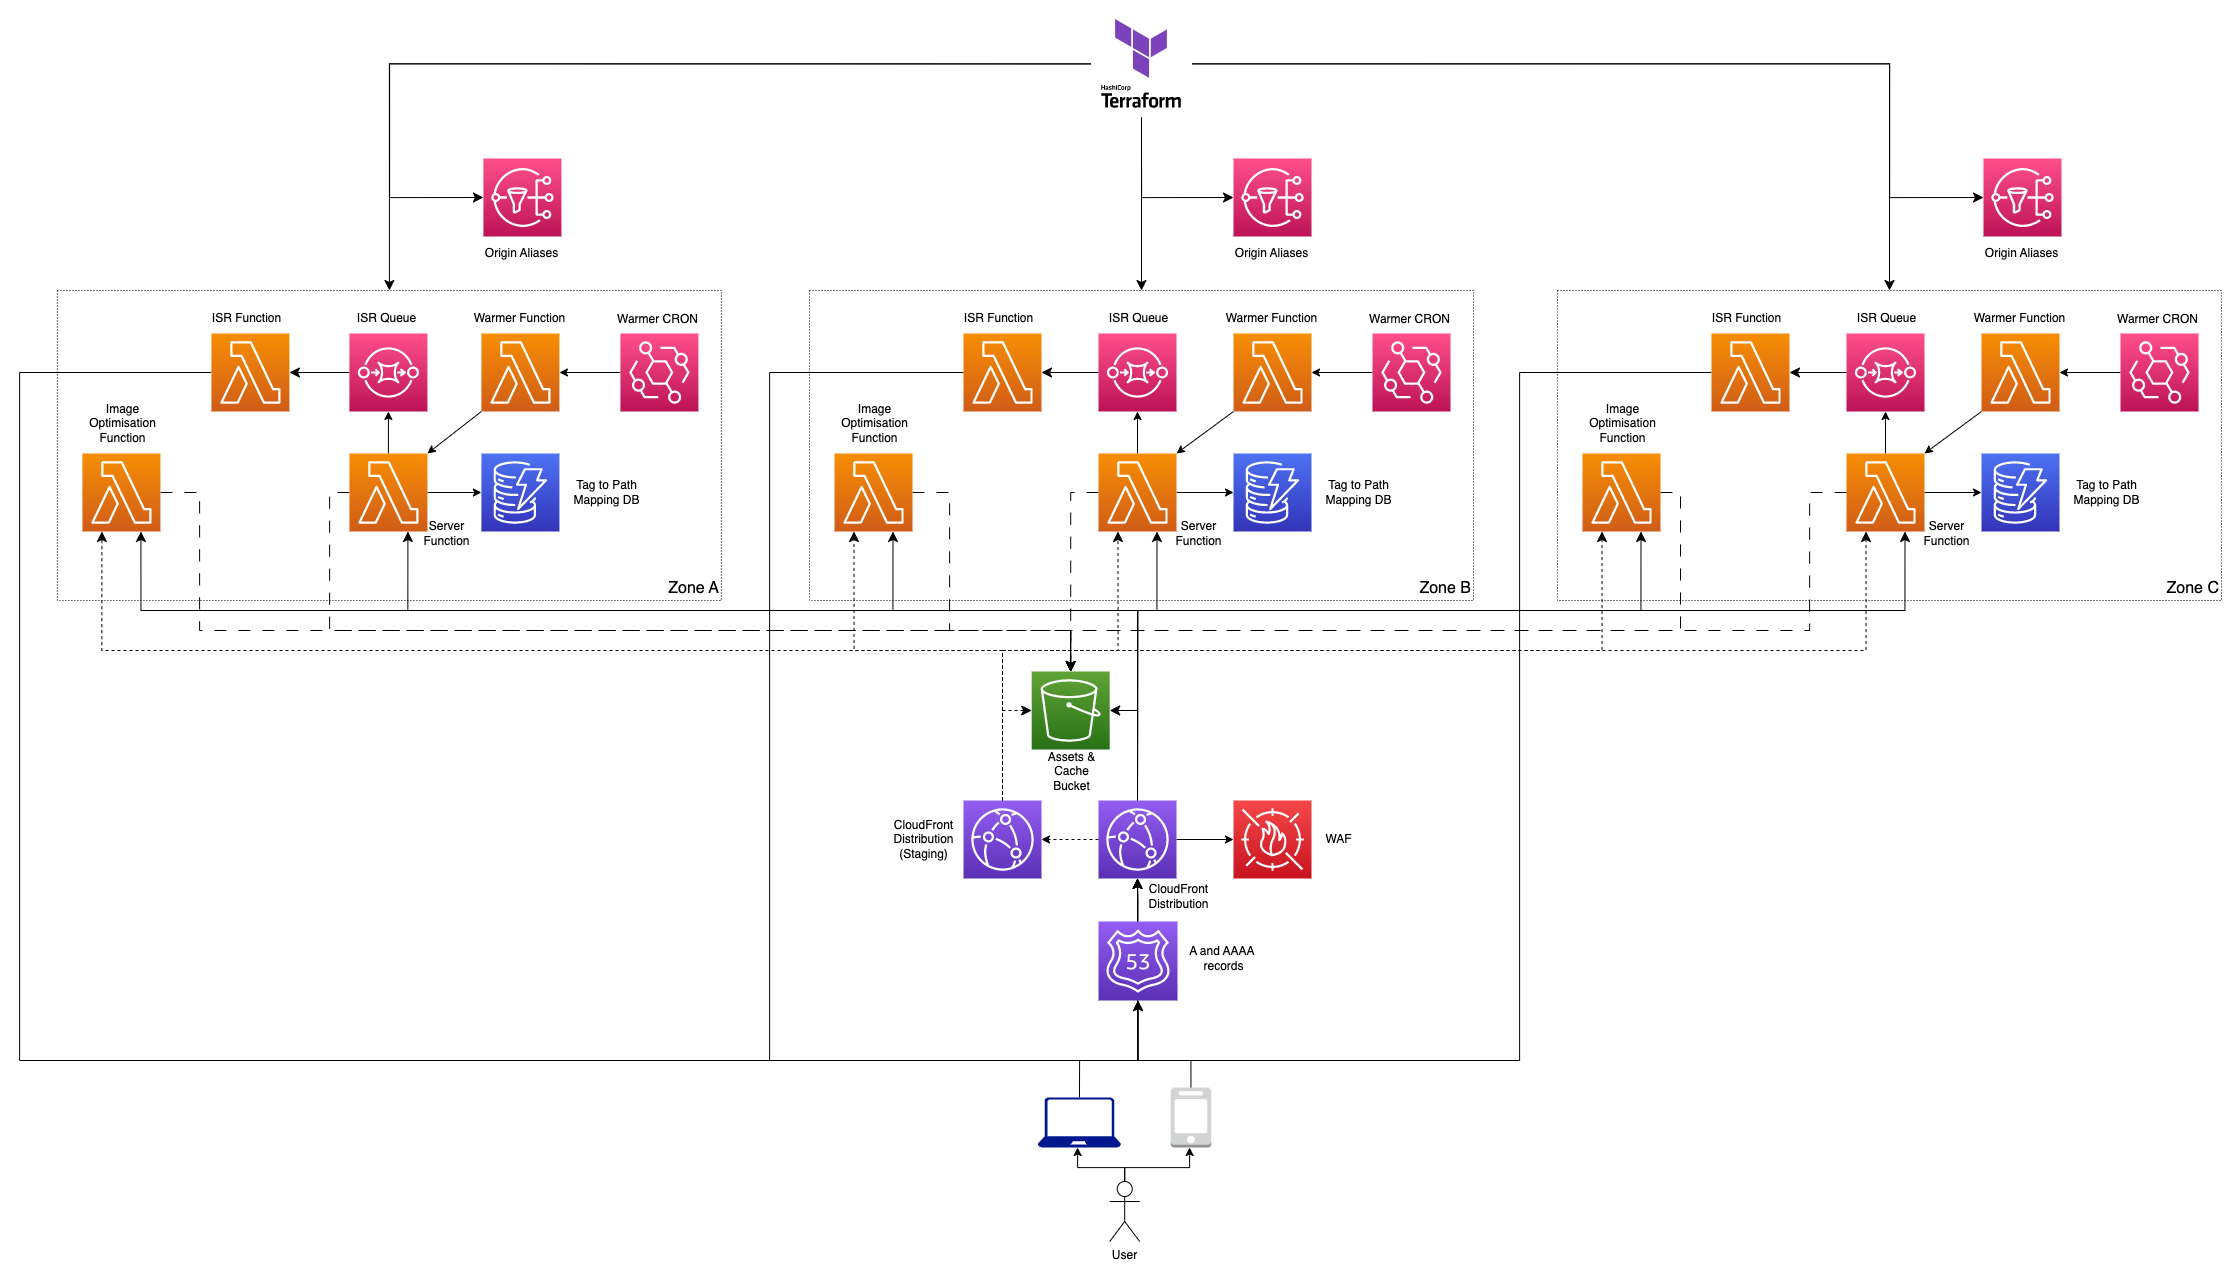 HashiCorp
Terraform
Origin Aliases
Origin Aliases
Origin Aliases
ISR Function
ISR Queue
Warmer Function
Warmer CRON
Image
Optimisation
Function
Tag to Path
Mapping DB
Server
Function
Zone A
ISR Function
ISR Queue
Warmer Function
Warmer CRON
Image
Optimisation
Function
Tag to Path
Mapping DB
Server
Function
Zone B
ISR Function
ISR Queue
Warmer Function
Warmer CRON
Image
Optimisation
Function
Tag to Path
Mapping DB
Server
Function
Zone C
Assets &
Cache
Bucket
CloudFront
Distribution
(Staging)
WAF
CloudFront
Distribution
53
A and AAAA
records
User